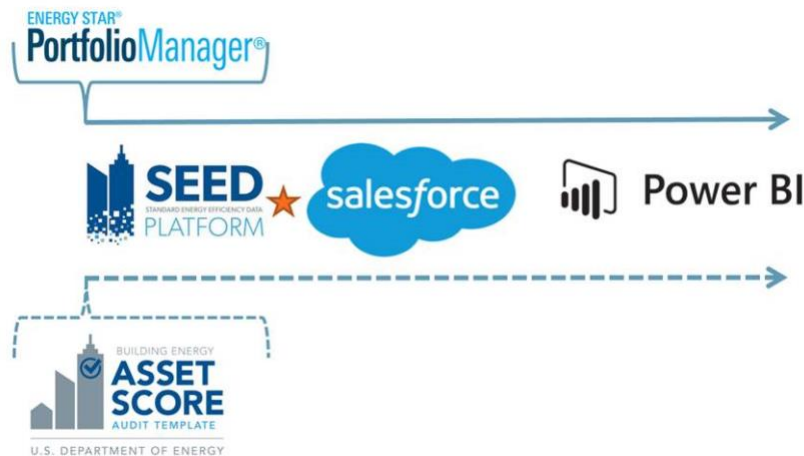 ENERGY STAR®
PortfolioManager®
SEED
STANDARD ENERGY EFFICIENCY DATA
PLATFORM
salesforce
Power BI
BUILDING ENERGY
ASSET
SCORE
AUDIT TEMPLATE
U.S. DEPARTMENT OF ENERGY